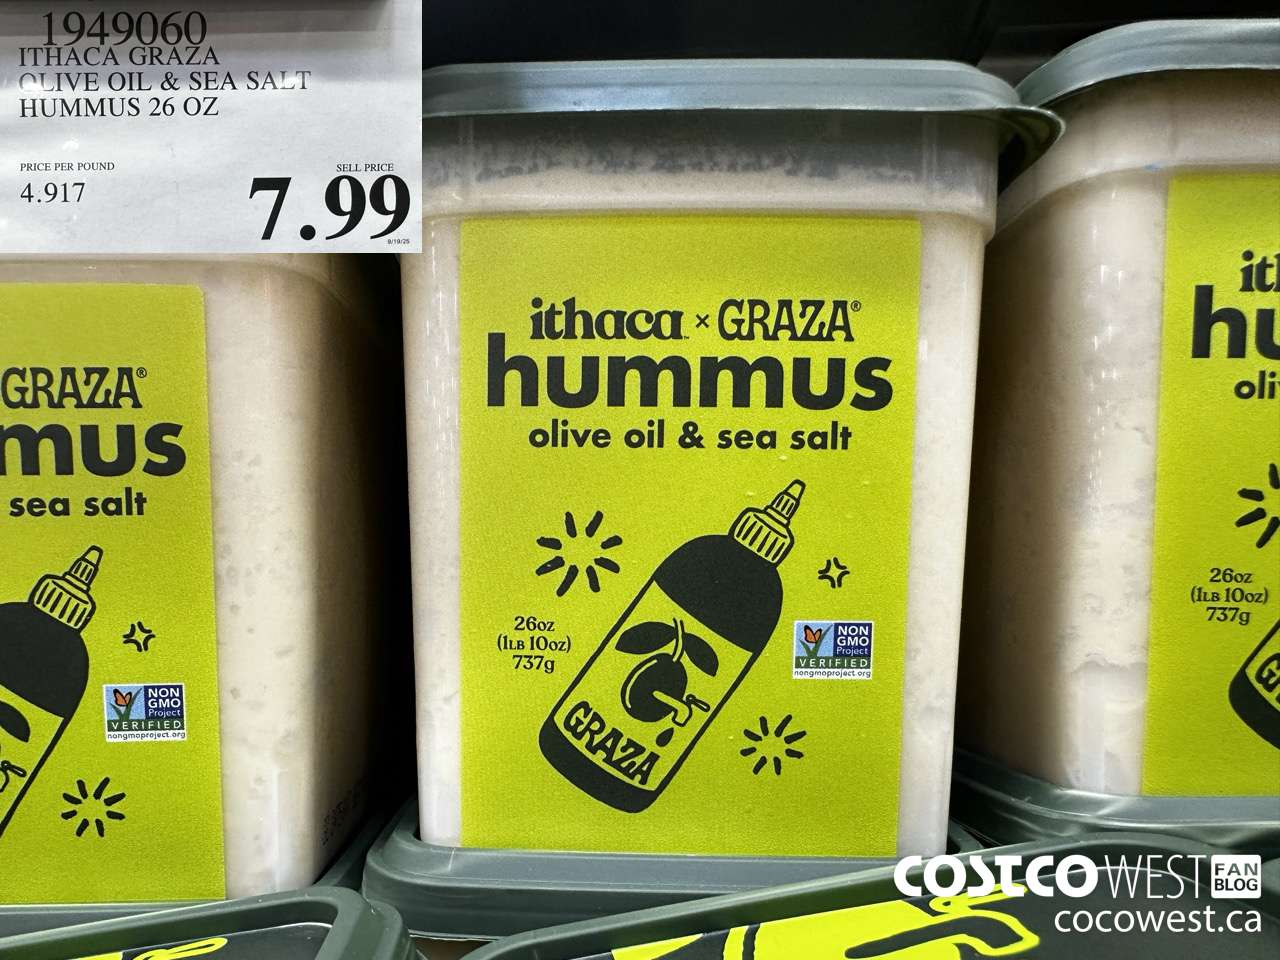 1949060
ITHACA GRAZA
OLIVE OIL & SEA SALT
HUMMUS 26 OZ
PRICE PER POUND
4.917
SELL PRICE
7.99
9/19/25
GRAZA®
mus
sea salt
NON
GMO
Project
VERIFIED
nongmoproject.org
ithaca™ × GRAZA®
hummus
olive oil & sea salt
26oz
(1LB 10oz)
737g
GRAZA
NON
GMO
Project
VERIFIED
nongmoproject.org
it
hu
oli
26oz
(1LB 10oz)
737g
COSTCO WEST FAN BLOG
cocowest.ca